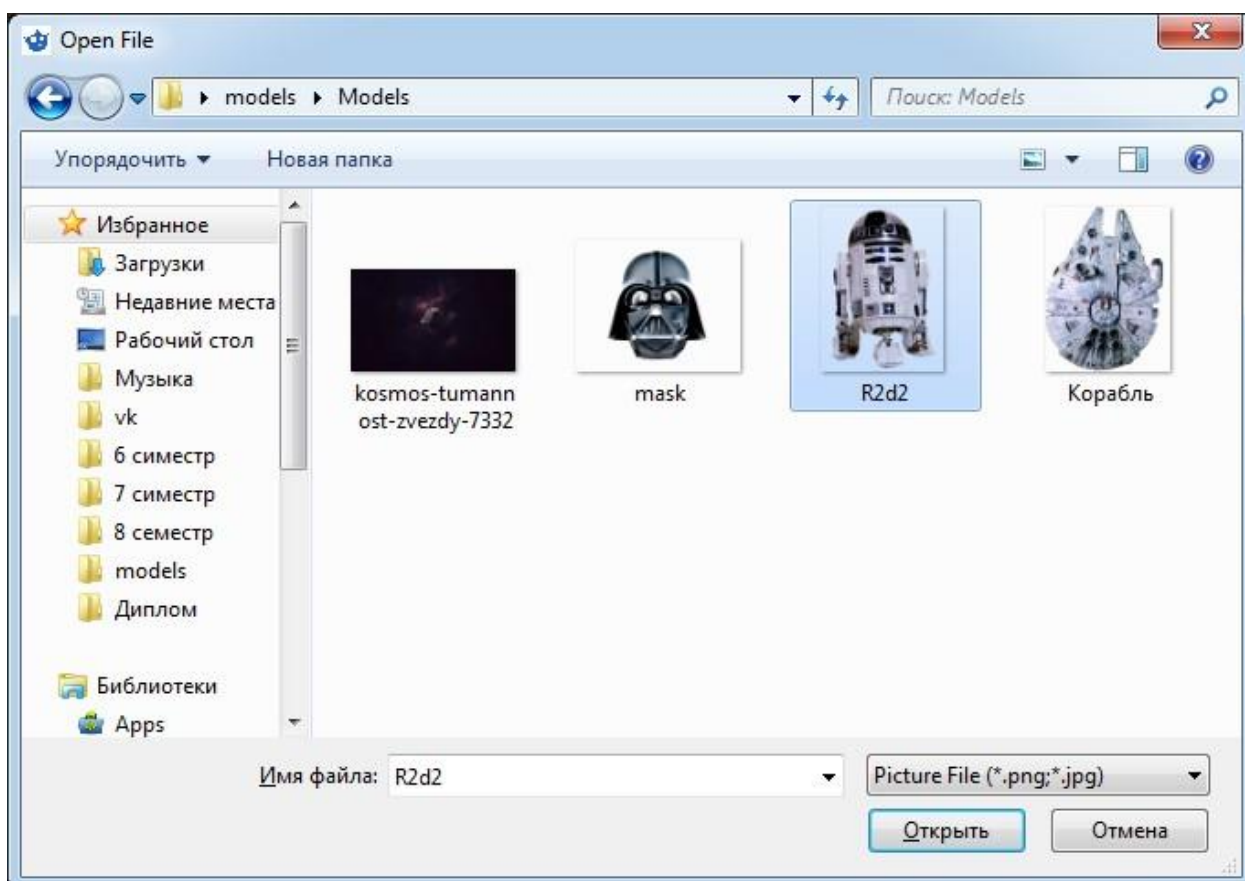 Open File
models Models
Поиск: Models
Упорядочить
Новая папка
Избранное
Загрузки
Недавние места
Рабочий стол
Музыка
vk
6 симестр
7 симестр
8 семестр
models
Диплом
Библиотеки
Apps
kosmos-tumann
ost-zvezdy-7332
mask
R2d2
Корабль
Имя файла: R2d2
Picture File (*.png;*.jpg)
Открыть
Отмена